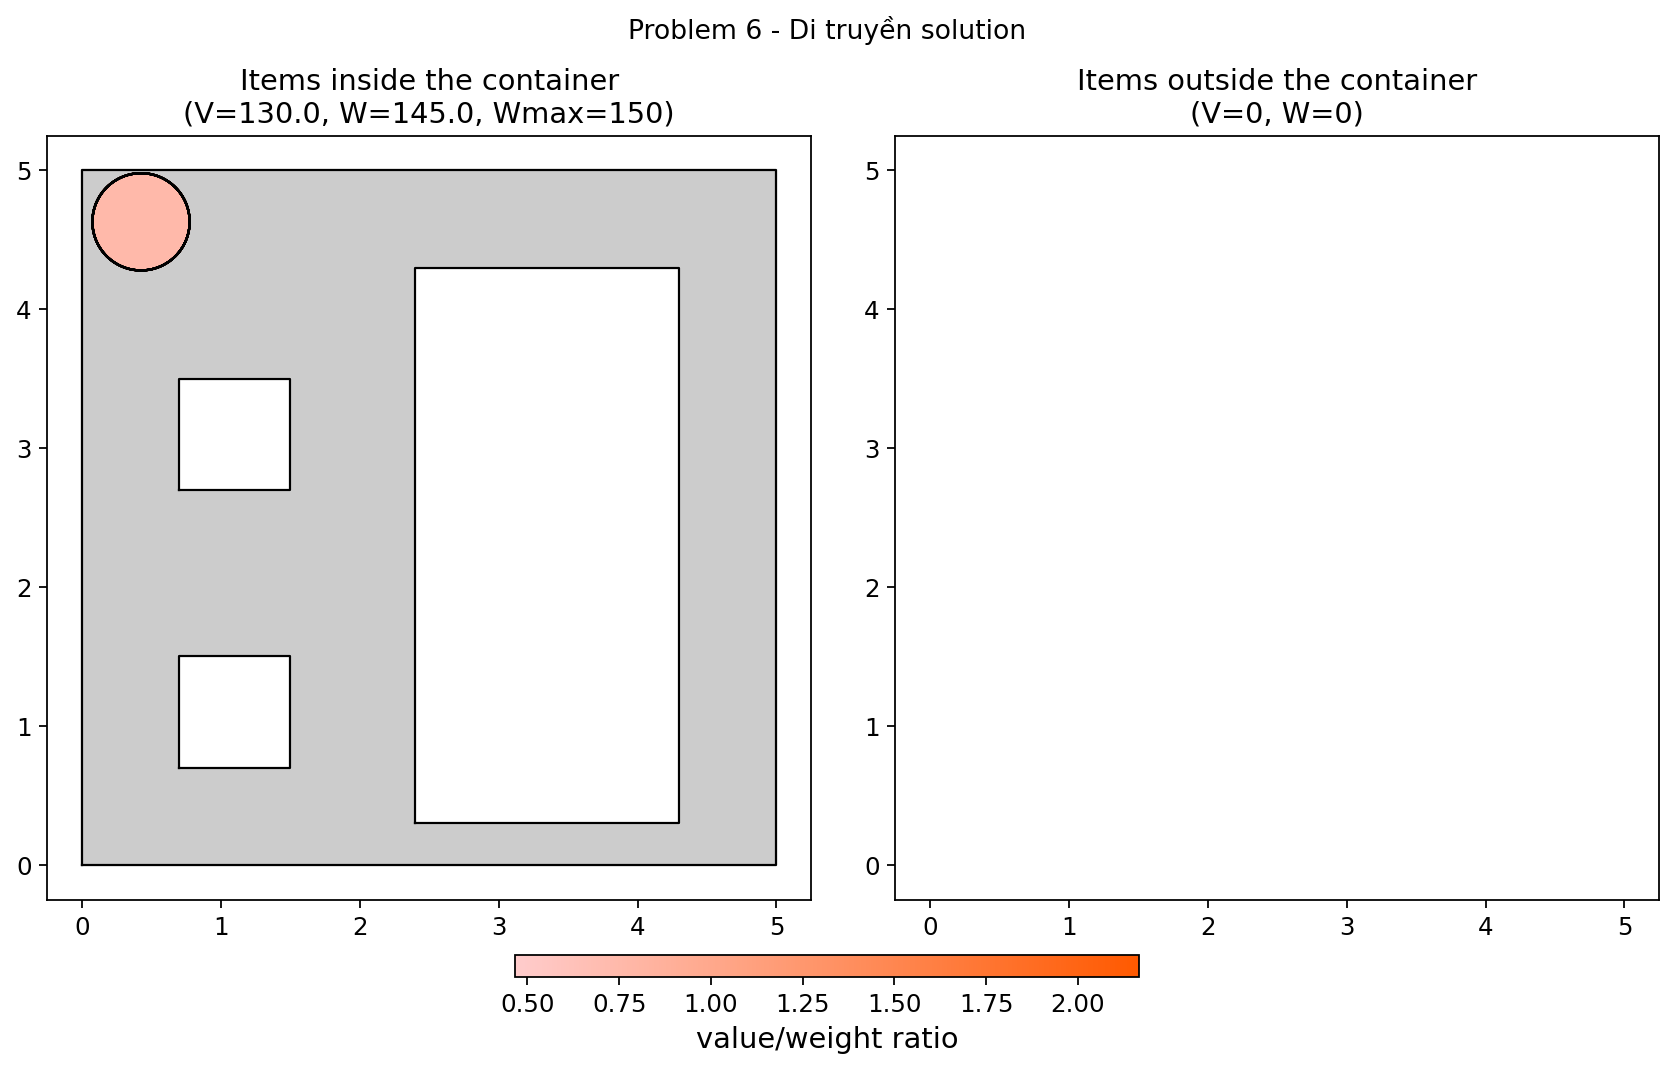 Problem 6 - Di truyền solution
Items inside the container
(V=130.0, W=145.0, Wmax=150)
Items outside the container
(V=0, W=0)
5
4
3
2
1
0
0 1 2 3 4 5
5
4
3
2
1
0
0 1 2 3 4 5
0.50 0.75 1.00 1.25 1.50 1.75 2.00
value/weight ratio